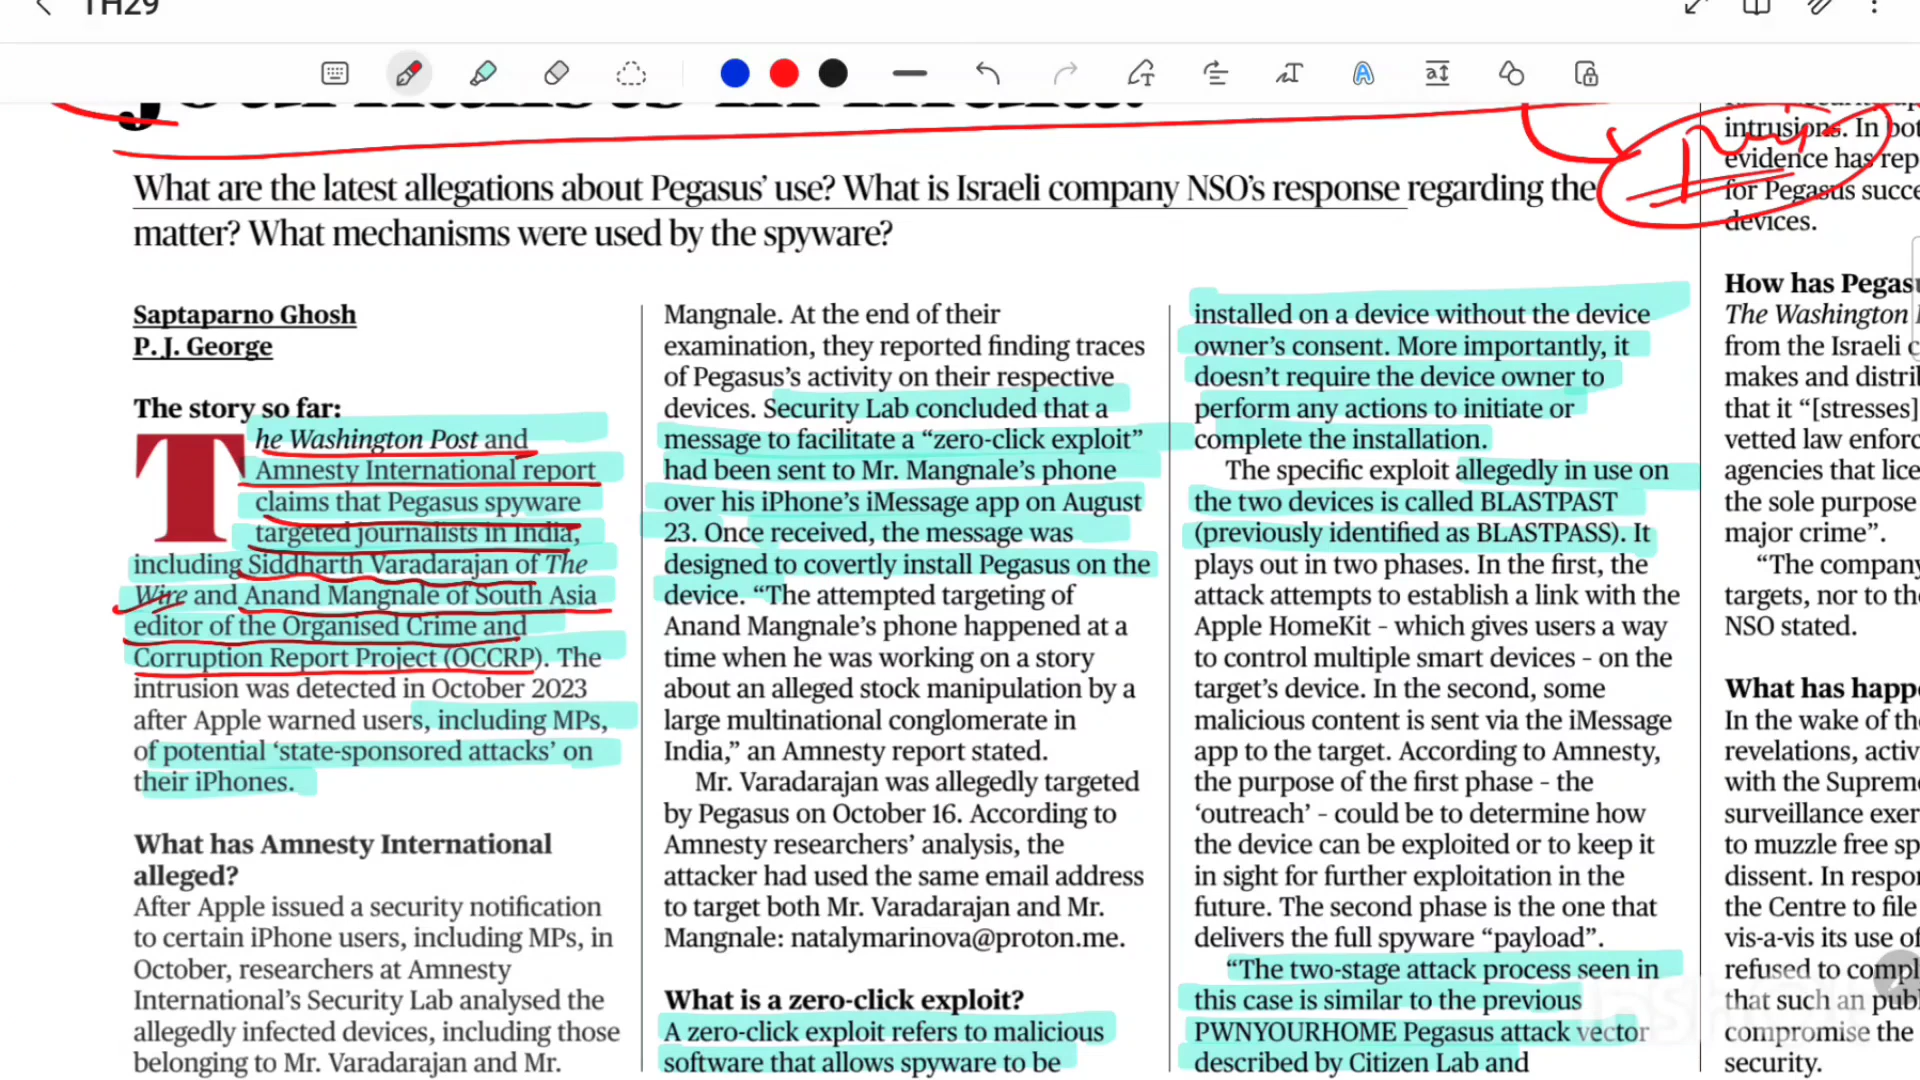 TH29
What are the latest allegations about Pegasus’ use? What is Israeli company NSO’s response regarding the
matter? What mechanisms were used by the spyware?
Saptaparno Ghosh
P. J. George
The story so far:
The Washington Post and
Amnesty International report
claims that Pegasus spyware
targeted journalists in India,
including Siddharth Varadarajan of The
Wire and Anand Mangnale of South Asia
editor of the Organised Crime and
Corruption Report Project (OCCRP). The
intrusion was detected in October 2023
after Apple warned users, including MPs,
of potential ‘state-sponsored attacks’ on
their iPhones.
What has Amnesty International
alleged?
After Apple issued a security notification
to certain iPhone users, including MPs, in
October, researchers at Amnesty
International’s Security Lab analysed the
allegedly infected devices, including those
belonging to Mr. Varadarajan and Mr.
Mangnale. At the end of their
examination, they reported finding traces
of Pegasus’s activity on their respective
devices. Security Lab concluded that a
message to facilitate a “zero-click exploit”
had been sent to Mr. Mangnale’s phone
over his iPhone’s iMessage app on August
23. Once received, the message was
designed to covertly install Pegasus on the
device. “The attempted targeting of
Anand Mangnale’s phone happened at a
time when he was working on a story
about an alleged stock manipulation by a
large multinational conglomerate in
India,” an Amnesty report stated.
Mr. Varadarajan was allegedly targeted
by Pegasus on October 16. According to
Amnesty researchers’ analysis, the
attacker had used the same email address
to target both Mr. Varadarajan and Mr.
Mangnale: natalymarinova@proton.me.
What is a zero-click exploit?
A zero-click exploit refers to malicious
software that allows spyware to be
installed on a device without the device
owner’s consent. More importantly, it
doesn’t require the device owner to
perform any actions to initiate or
complete the installation.
The specific exploit allegedly in use on
the two devices is called BLASTPAST
(previously identified as BLASTPASS). It
plays out in two phases. In the first, the
attack attempts to establish a link with the
Apple HomeKit - which gives users a way
to control multiple smart devices - on the
target’s device. In the second, some
malicious content is sent via the iMessage
app to the target. According to Amnesty,
the purpose of the first phase - the
‘outreach’ - could be to determine how
the device can be exploited or to keep it
in sight for further exploitation in the
future. The second phase is the one that
delivers the full spyware “payload”.
“The two-stage attack process seen in
this case is similar to the previous
PWNYOURHOME Pegasus attack vector
described by Citizen Lab and
intrusions. In bot
evidence has rep
for Pegasus succe
devices.
How has Pegasu
The Washington
from the Israeli c
makes and distri
that it “[stresses]
vetted law enforc
agencies that lice
the sole purpose
major crime”.
“The company
targets, nor to the
NSO stated.
What has happe
In the wake of the
revelations, activ
with the Supreme
surveillance exer
to muzzle free sp
dissent. In respon
the Centre to file
vis-a-vis its use of
refused to compl
that such an publ
compromise the
security.